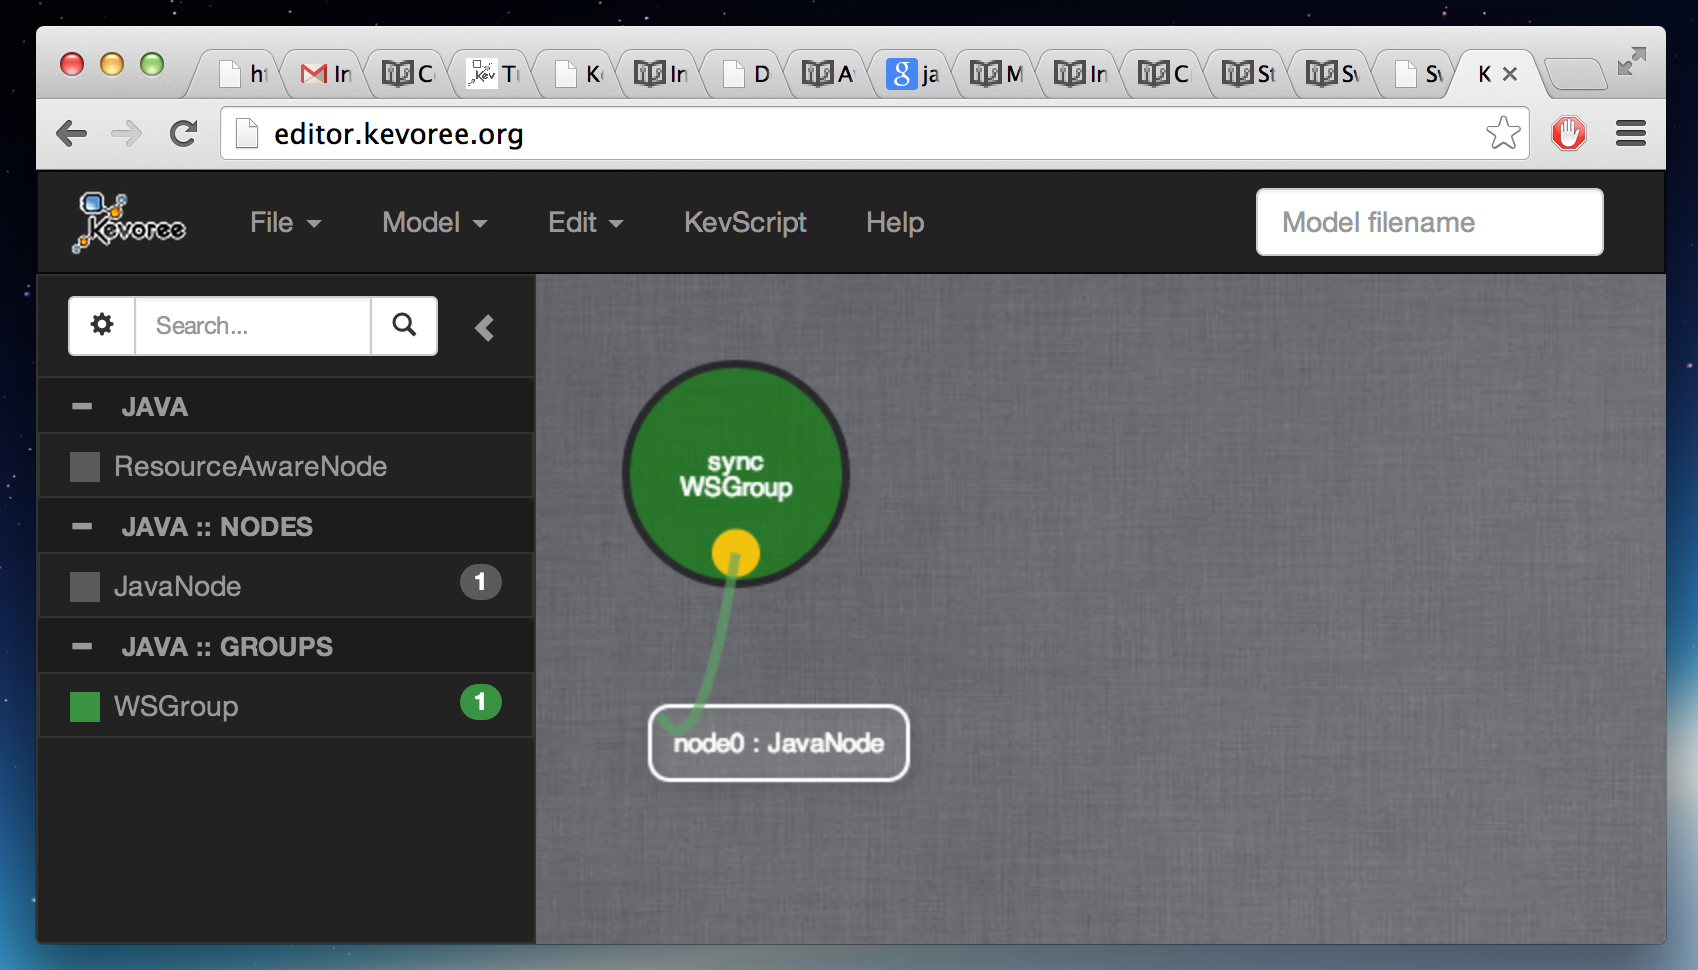 ht In C Tu K In D A ja M In C St Sv Sv K
editor.kevoree.org
Kevoree File Model Edit KevScript Help Model filename
Search...
JAVA
ResourceAwareNode
JAVA :: NODES
JavaNode 1
JAVA :: GROUPS
WSGroup 1
sync
WSGroup
node0 : JavaNode